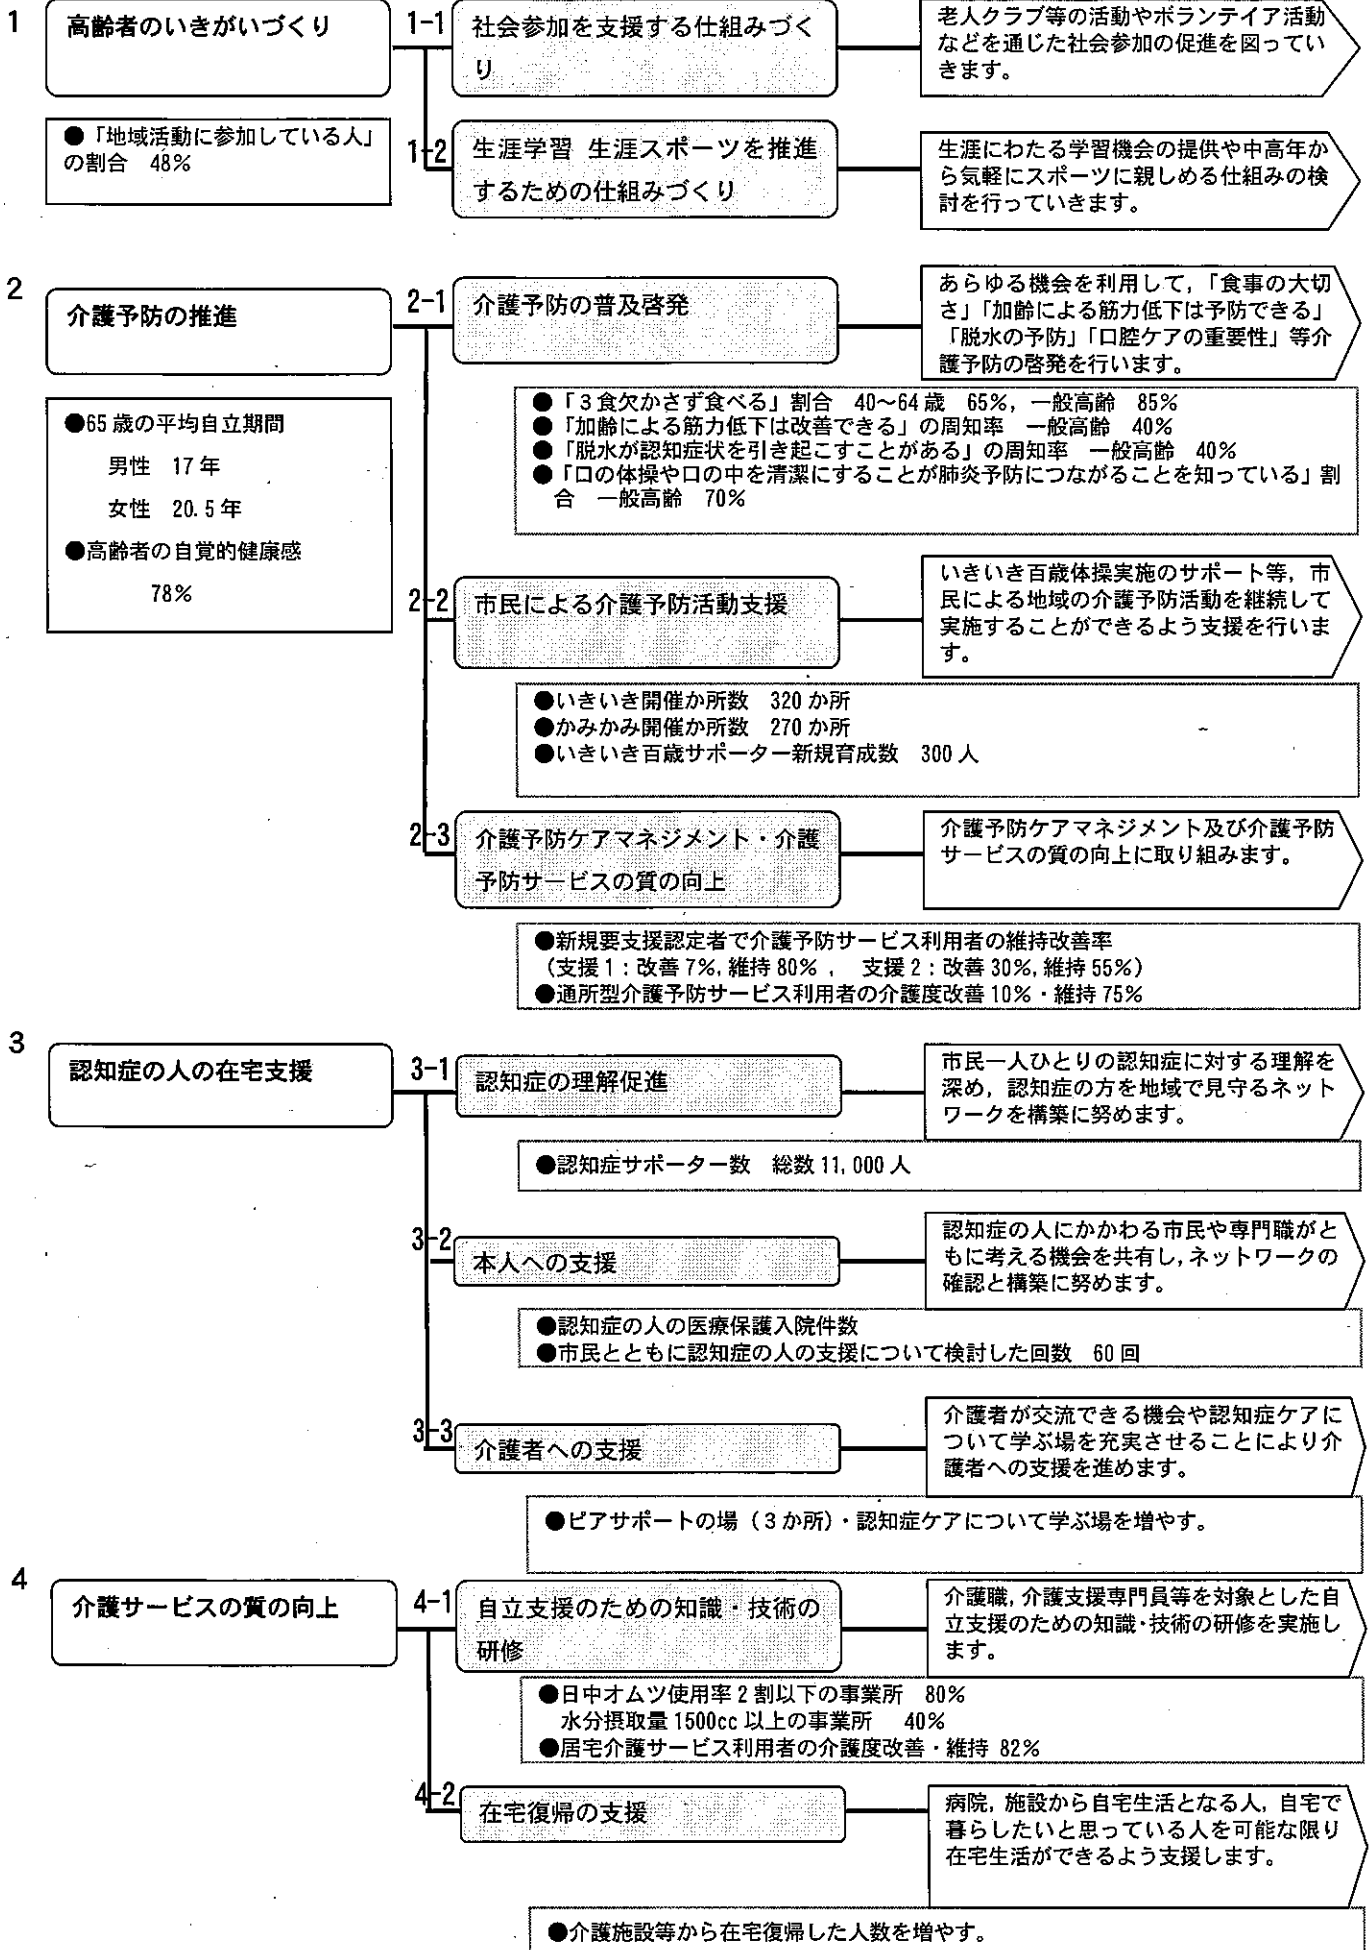 1
高齢者のいきがいづくり
●「地域活動に参加している人」
の割合 48%
1-1
社会参加を支援する仕組みづく
り
老人クラブ等の活動やボランテイア活動
などを通じた社会参加の促進を図ってい
きます。
1-2
生涯学習 生涯スポーツを推進
するための仕組みづくり
生涯にわたる学習機会の提供や中高年か
ら気軽にスポーツに親しめる仕組みの検
討を行っていきます。
2
介護予防の推進
●65歳の平均自立期間
男性 17年
女性 20.5年
●高齢者の自覚的健康感
78%
2-1
介護予防の普及啓発
あらゆる機会を利用して，「食事の大切
さ」「加齢による筋力低下は予防できる」
「脱水の予防」「口腔ケアの重要性」等介
護予防の啓発を行います。
●「３食欠かさず食べる」割合 40～64歳 65%，一般高齢 85%
●「加齢による筋力低下は改善できる」の周知率 一般高齢 40%
●「脱水が認知症状を引き起こすことがある」の周知率 一般高齢 40%
●「口の体操や口の中を清潔にすることが肺炎予防につながることを知っている」割
合 一般高齢 70%
2-2
市民による介護予防活動支援
いきいき百歳体操実施のサポート等，市
民による地域の介護予防活動を継続して
実施することができるよう支援を行いま
す。
●いきいき開催か所数 320か所
●かみかみ開催か所数 270か所
●いきいき百歳サポーター新規育成数 300人
2-3
介護予防ケアマネジメント・介護
予防サービスの質の向上
介護予防ケアマネジメント及び介護予防
サービスの質の向上に取り組みます。
●新規要支援認定者で介護予防サービス利用者の維持改善率
（支援1：改善7%,維持80%， 支援2：改善30%,維持55%）
●通所型介護予防サービス利用者の介護度改善10%・維持75%
3
認知症の人の在宅支援
3-1
認知症の理解促進
市民一人ひとりの認知症に対する理解を
深め，認知症の方を地域で見守るネット
ワークを構築に努めます。
●認知症サポーター数 総数11,000人
3-2
本人への支援
認知症の人にかかわる市民や専門職がと
もに考える機会を共有し,ネットワークの
確認と構築に努めます。
●認知症の人の医療保護入院件数
●市民とともに認知症の人の支援について検討した回数 60回
3-3
介護者への支援
介護者が交流できる機会や認知症ケアに
ついて学ぶ場を充実させることにより介
護者への支援を進めます。
●ピアサポートの場（３か所）・認知症ケアについて学ぶ場を増やす。
4
介護サービスの質の向上
4-1
自立支援のための知識・技術の
研修
介護職，介護支援専門員等を対象とした自
立支援のための知識・技術の研修を実施し
ます。
●日中オムツ使用率2割以下の事業所 80%
水分摂取量1500cc以上の事業所 40%
●居宅介護サービス利用者の介護度改善・維持 82%
4-2
在宅復帰の支援
病院，施設から自宅生活となる人，自宅で
暮らしたいと思っている人を可能な限り
在宅生活ができるよう支援します。
●介護施設等から在宅復帰した人数を増やす。